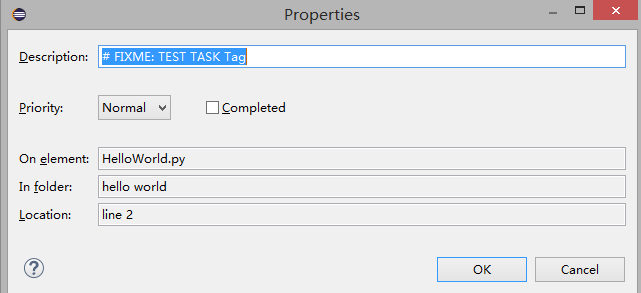 Properties
Description: # FIXME: TEST TASK Tag
Priority: Normal Completed
On element: HelloWorld.py
In folder: hello world
Location: line 2
OK Cancel